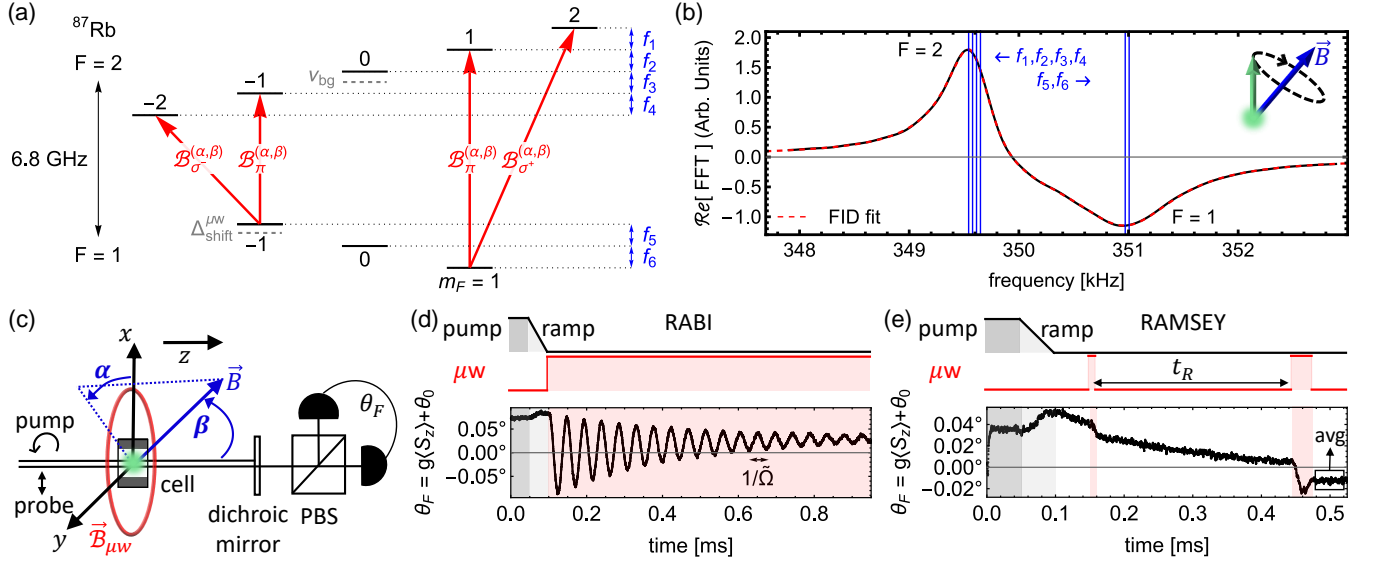 (a)
⁸⁷Rb
F = 2
6.8 GHz
F = 1
−2
−1
0
1
2
ν_bg
f₁
f₂
f₃
f₄
𝓑_σ⁻^(α,β)
𝓑_π^(α,β)
𝓑_π^(α,β)
𝓑_σ⁺^(α,β)
Δ_shift^μw
−1
0
m_F = 1
f₅
f₆
(b)
Re[ FFT ] (Arb. Units)
2.0
1.5
1.0
0.5
0.0
−0.5
−1.0
F = 2
← f₁,f₂,f₃,f₄
f₅,f₆ →
B⃗
FID fit
F = 1
348
349
350
351
352
frequency [kHz]
(c)
x
z
α
B⃗
β
pump
probe
cell
y
𝓑⃗_μw
dichroic
mirror
PBS
θ_F
(d)
pump
ramp
RABI
μw
θ_F = g⟨S_z⟩+θ₀
0.05°
0.00°
−0.05°
1/Ω̃
0.0
0.2
0.4
0.6
0.8
time [ms]
(e)
pump
ramp
RAMSEY
μw
t_R
θ_F = g⟨S_z⟩+θ₀
0.04°
0.02°
0.00°
−0.02°
avg
0.0
0.1
0.2
0.3
0.4
0.5
time [ms]